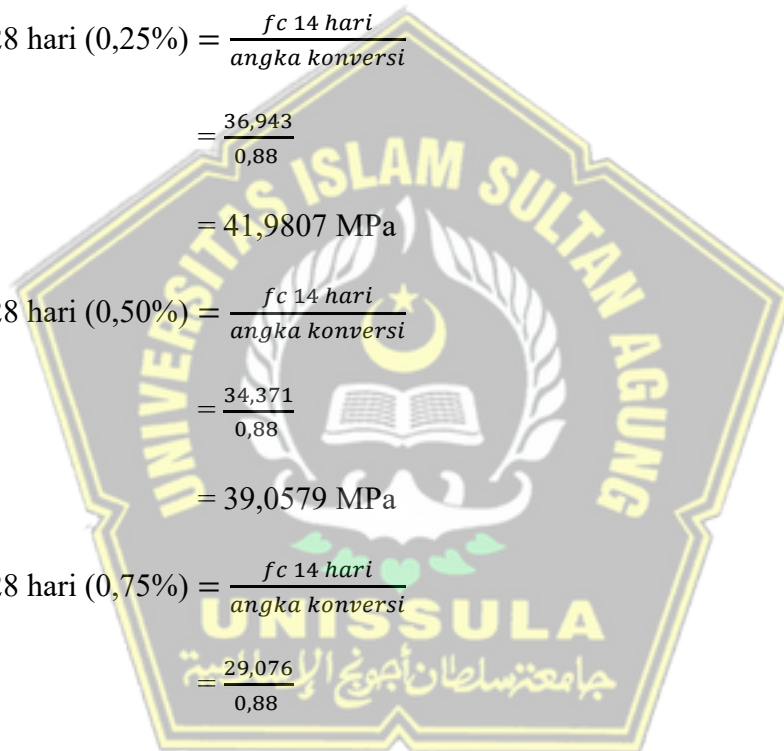 28 hari (0,25%) = fc 14 hari / angka konversi
= 36,943 / 0,88
= 41,9807 MPa
28 hari (0,50%) = fc 14 hari / angka konversi
= 34,371 / 0,88
= 39,0579 MPa
28 hari (0,75%) = fc 14 hari / angka konversi
= 29,076 / 0,88
UNIVERSITAS ISLAM SULTAN AGUNG
UNISSULA
جامعة سلطان أجونج الإسلامية